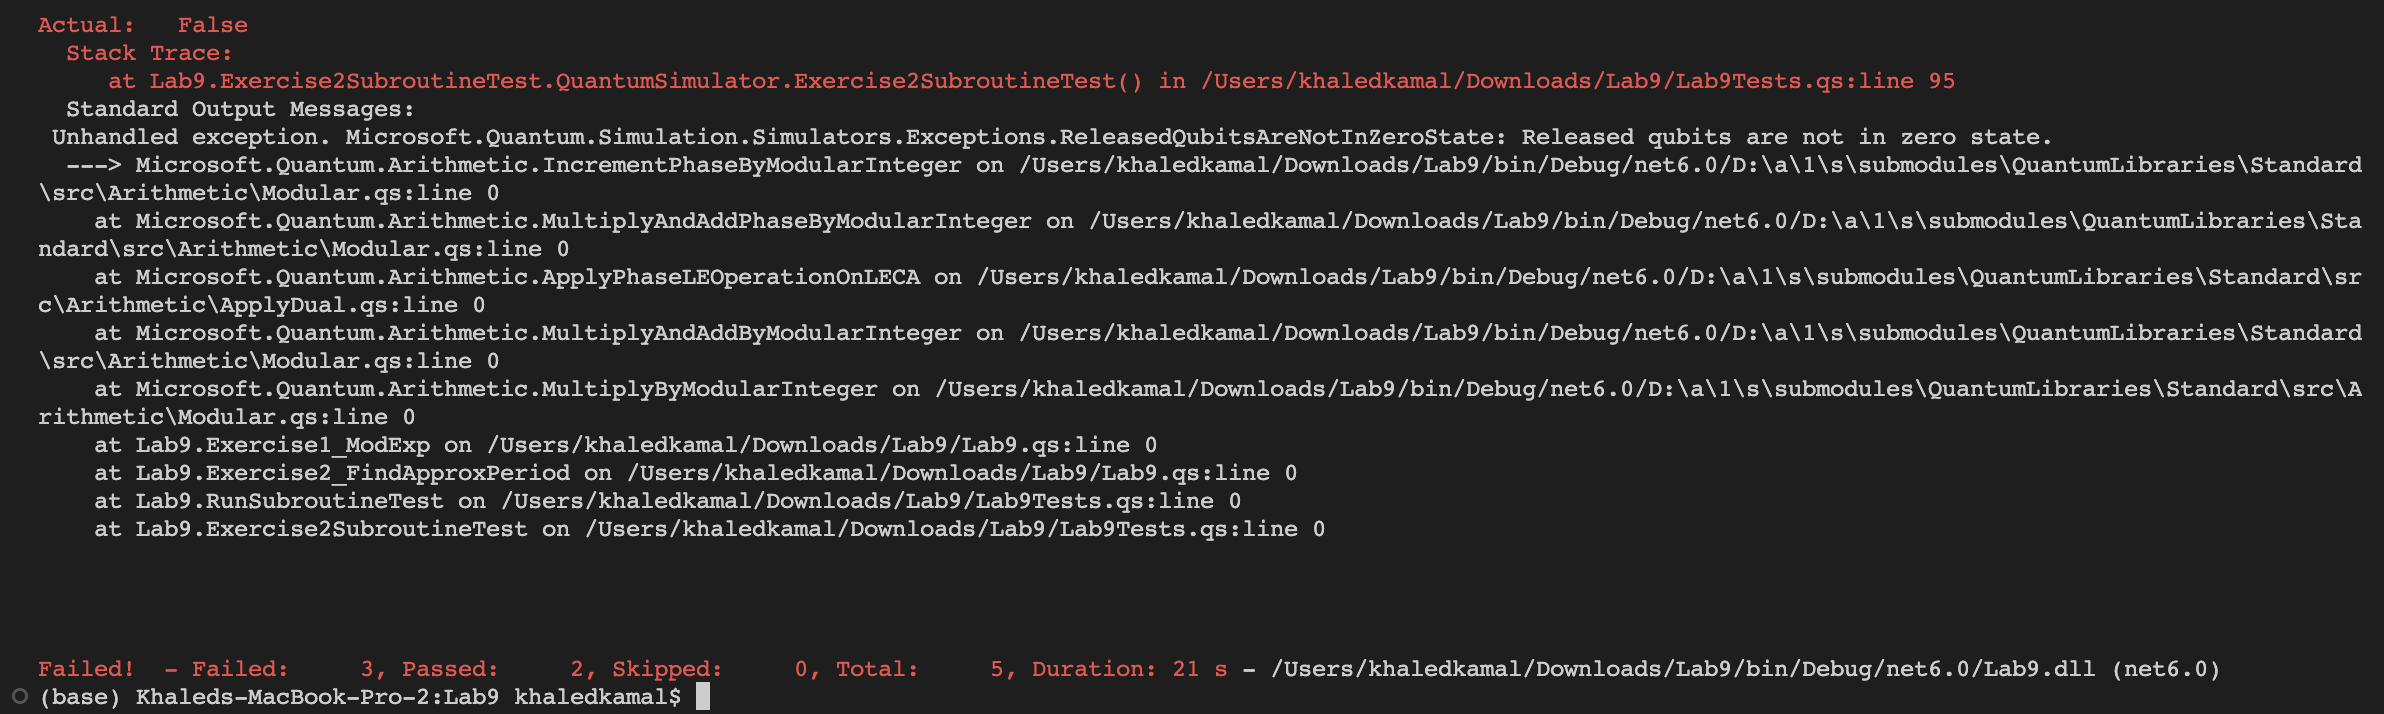 Actual:   False
Stack Trace:
at Lab9.Exercise2SubroutineTest.QuantumSimulator.Exercise2SubroutineTest() in /Users/khaledkamal/Downloads/Lab9/Lab9Tests.qs:line 95
Standard Output Messages:
Unhandled exception. Microsoft.Quantum.Simulation.Simulators.Exceptions.ReleasedQubitsAreNotInZeroState: Released qubits are not in zero state.
---> Microsoft.Quantum.Arithmetic.IncrementPhaseByModularInteger on /Users/khaledkamal/Downloads/Lab9/bin/Debug/net6.0/D:\a\1\s\submodules\QuantumLibraries\Standard
\src\Arithmetic\Modular.qs:line 0
at Microsoft.Quantum.Arithmetic.MultiplyAndAddPhaseByModularInteger on /Users/khaledkamal/Downloads/Lab9/bin/Debug/net6.0/D:\a\1\s\submodules\QuantumLibraries\Sta
ndard\src\Arithmetic\Modular.qs:line 0
at Microsoft.Quantum.Arithmetic.ApplyPhaseLEOperationOnLECA on /Users/khaledkamal/Downloads/Lab9/bin/Debug/net6.0/D:\a\1\s\submodules\QuantumLibraries\Standard\sr
c\Arithmetic\ApplyDual.qs:line 0
at Microsoft.Quantum.Arithmetic.MultiplyAndAddByModularInteger on /Users/khaledkamal/Downloads/Lab9/bin/Debug/net6.0/D:\a\1\s\submodules\QuantumLibraries\Standard
\src\Arithmetic\Modular.qs:line 0
at Microsoft.Quantum.Arithmetic.MultiplyByModularInteger on /Users/khaledkamal/Downloads/Lab9/bin/Debug/net6.0/D:\a\1\s\submodules\QuantumLibraries\Standard\src\A
rithmetic\Modular.qs:line 0
at Lab9.Exercise1_ModExp on /Users/khaledkamal/Downloads/Lab9/Lab9.qs:line 0
at Lab9.Exercise2_FindApproxPeriod on /Users/khaledkamal/Downloads/Lab9/Lab9.qs:line 0
at Lab9.RunSubroutineTest on /Users/khaledkamal/Downloads/Lab9/Lab9Tests.qs:line 0
at Lab9.Exercise2SubroutineTest on /Users/khaledkamal/Downloads/Lab9/Lab9Tests.qs:line 0
Failed!  - Failed:     3, Passed:     2, Skipped:     0, Total:     5, Duration: 21 s - /Users/khaledkamal/Downloads/Lab9/bin/Debug/net6.0/Lab9.dll (net6.0)
(base) Khaleds-MacBook-Pro-2:Lab9 khaledkamal$